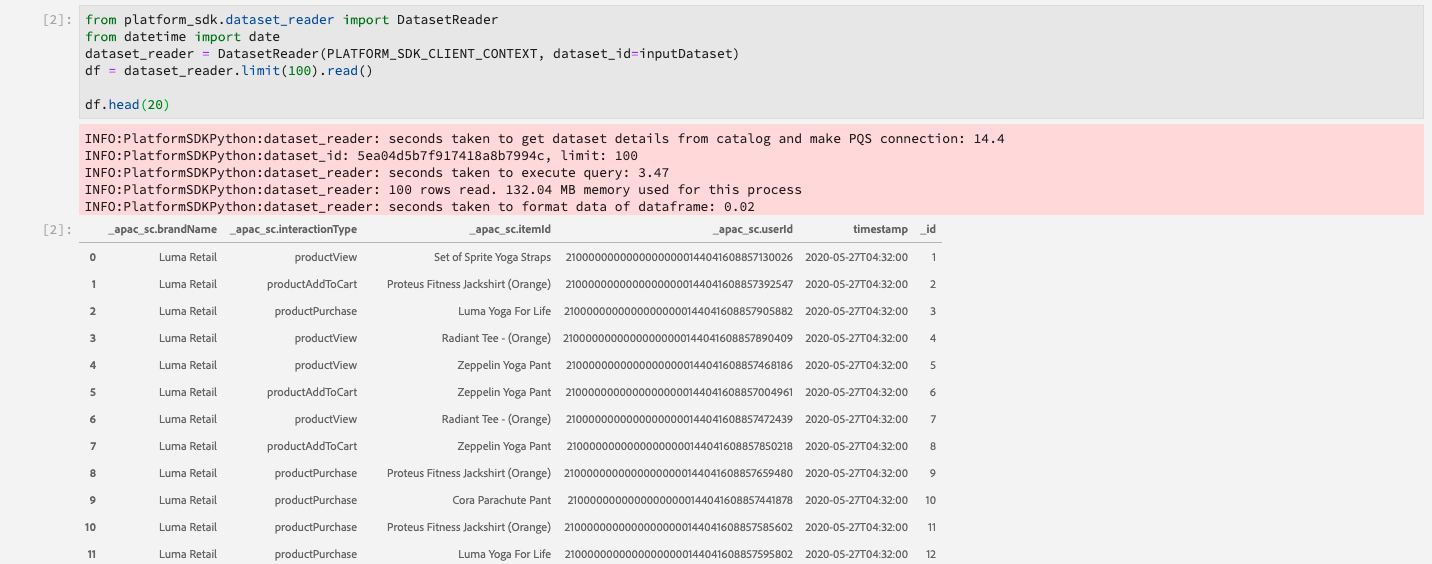 [2]: from platform_sdk.dataset_reader import DatasetReader
from datetime import date
dataset_reader = DatasetReader(PLATFORM_SDK_CLIENT_CONTEXT, dataset_id=inputDataset)
df = dataset_reader.limit(100).read()
df.head(20)
INFO:PlatformSDKPython:dataset_reader: seconds taken to get dataset details from catalog and make PQS connection: 14.4
INFO:PlatformSDKPython:dataset_id: 5ea04d5b7f917418a8b7994c, limit: 100
INFO:PlatformSDKPython:dataset_reader: seconds taken to execute query: 3.47
INFO:PlatformSDKPython:dataset_reader: 100 rows read. 132.04 MB memory used for this process
INFO:PlatformSDKPython:dataset_reader: seconds taken to format data of dataframe: 0.02
[2]: _apac_sc.brandName _apac_sc.interactionType _apac_sc.itemId _apac_sc.userId timestamp _id
0 Luma Retail productView Set of Sprite Yoga Straps 21000000000000000000144041608857130026 2020-05-27T04:32:00 1
1 Luma Retail productAddToCart Proteus Fitness Jackshirt (Orange) 21000000000000000000144041608857392547 2020-05-27T04:32:00 2
2 Luma Retail productPurchase Luma Yoga For Life 21000000000000000000144041608857905882 2020-05-27T04:32:00 3
3 Luma Retail productView Radiant Tee - (Orange) 21000000000000000000144041608857890409 2020-05-27T04:32:00 4
4 Luma Retail productView Zeppelin Yoga Pant 21000000000000000000144041608857468186 2020-05-27T04:32:00 5
5 Luma Retail productAddToCart Zeppelin Yoga Pant 21000000000000000000144041608857004961 2020-05-27T04:32:00 6
6 Luma Retail productView Radiant Tee - (Orange) 21000000000000000000144041608857472439 2020-05-27T04:32:00 7
7 Luma Retail productAddToCart Zeppelin Yoga Pant 21000000000000000000144041608857850218 2020-05-27T04:32:00 8
8 Luma Retail productPurchase Proteus Fitness Jackshirt (Orange) 21000000000000000000144041608857659480 2020-05-27T04:32:00 9
9 Luma Retail productPurchase Cora Parachute Pant 21000000000000000000144041608857441878 2020-05-27T04:32:00 10
10 Luma Retail productPurchase Proteus Fitness Jackshirt (Orange) 21000000000000000000144041608857585602 2020-05-27T04:32:00 11
11 Luma Retail productPurchase Luma Yoga For Life 21000000000000000000144041608857595802 2020-05-27T04:32:00 12